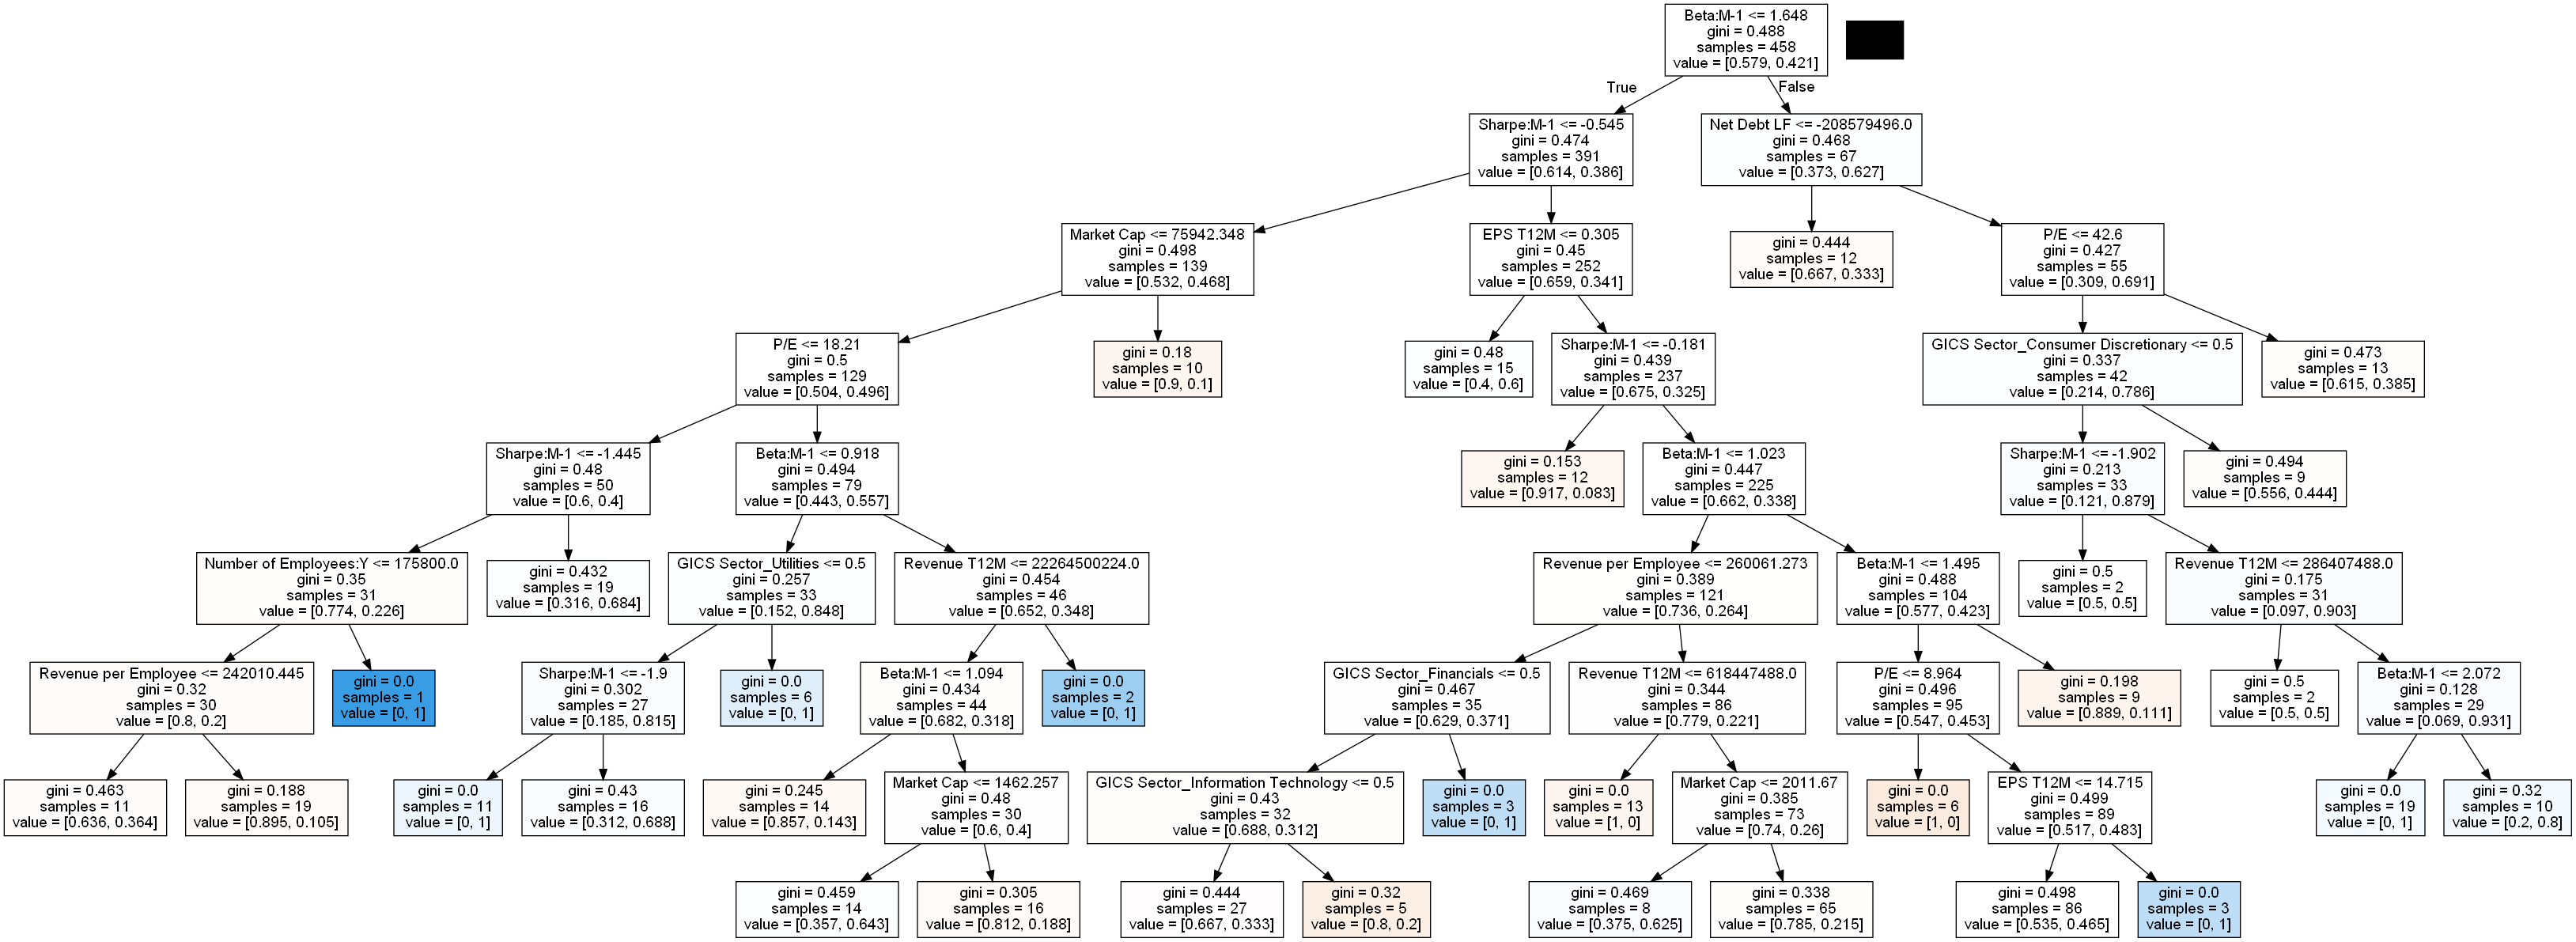 Beta:M-1 <= 1.648
gini = 0.488
samples = 458
value = [0.579, 0.421]
True
False
Sharpe:M-1 <= -0.545
gini = 0.474
samples = 391
value = [0.614, 0.386]
Net Debt LF <= -208579496.0
gini = 0.468
samples = 67
value = [0.373, 0.627]
Market Cap <= 75942.348
gini = 0.498
samples = 139
value = [0.532, 0.468]
EPS T12M <= 0.305
gini = 0.45
samples = 252
value = [0.659, 0.341]
gini = 0.444
samples = 12
value = [0.667, 0.333]
P/E <= 42.6
gini = 0.427
samples = 55
value = [0.309, 0.691]
P/E <= 18.21
gini = 0.5
samples = 129
value = [0.504, 0.496]
gini = 0.18
samples = 10
value = [0.9, 0.1]
gini = 0.48
samples = 15
value = [0.4, 0.6]
Sharpe:M-1 <= -0.181
gini = 0.439
samples = 237
value = [0.675, 0.325]
GICS Sector_Consumer Discretionary <= 0.5
gini = 0.337
samples = 42
value = [0.214, 0.786]
gini = 0.473
samples = 13
value = [0.615, 0.385]
Sharpe:M-1 <= -1.445
gini = 0.48
samples = 50
value = [0.6, 0.4]
Beta:M-1 <= 0.918
gini = 0.494
samples = 79
value = [0.443, 0.557]
gini = 0.153
samples = 12
value = [0.917, 0.083]
Beta:M-1 <= 1.023
gini = 0.447
samples = 225
value = [0.662, 0.338]
Sharpe:M-1 <= -1.902
gini = 0.213
samples = 33
value = [0.121, 0.879]
gini = 0.494
samples = 9
value = [0.556, 0.444]
Number of Employees:Y <= 175800.0
gini = 0.35
samples = 31
value = [0.774, 0.226]
gini = 0.432
samples = 19
value = [0.316, 0.684]
GICS Sector_Utilities <= 0.5
gini = 0.257
samples = 33
value = [0.152, 0.848]
Revenue T12M <= 22264500224.0
gini = 0.454
samples = 46
value = [0.652, 0.348]
Revenue per Employee <= 260061.273
gini = 0.389
samples = 121
value = [0.736, 0.264]
Beta:M-1 <= 1.495
gini = 0.488
samples = 104
value = [0.577, 0.423]
gini = 0.5
samples = 2
value = [0.5, 0.5]
Revenue T12M <= 286407488.0
gini = 0.175
samples = 31
value = [0.097, 0.903]
Revenue per Employee <= 242010.445
gini = 0.32
samples = 30
value = [0.8, 0.2]
gini = 0.0
samples = 1
value = [0, 1]
Sharpe:M-1 <= -1.9
gini = 0.302
samples = 27
value = [0.185, 0.815]
gini = 0.0
samples = 6
value = [0, 1]
Beta:M-1 <= 1.094
gini = 0.434
samples = 44
value = [0.682, 0.318]
gini = 0.0
samples = 2
value = [0, 1]
GICS Sector_Financials <= 0.5
gini = 0.467
samples = 35
value = [0.629, 0.371]
Revenue T12M <= 618447488.0
gini = 0.344
samples = 86
value = [0.779, 0.221]
P/E <= 8.964
gini = 0.496
samples = 95
value = [0.547, 0.453]
gini = 0.198
samples = 9
value = [0.889, 0.111]
gini = 0.5
samples = 2
value = [0.5, 0.5]
Beta:M-1 <= 2.072
gini = 0.128
samples = 29
value = [0.069, 0.931]
gini = 0.463
samples = 11
value = [0.636, 0.364]
gini = 0.188
samples = 19
value = [0.895, 0.105]
gini = 0.0
samples = 11
value = [0, 1]
gini = 0.43
samples = 16
value = [0.312, 0.688]
gini = 0.245
samples = 14
value = [0.857, 0.143]
Market Cap <= 1462.257
gini = 0.48
samples = 30
value = [0.6, 0.4]
GICS Sector_Information Technology <= 0.5
gini = 0.43
samples = 32
value = [0.688, 0.312]
gini = 0.0
samples = 3
value = [0, 1]
gini = 0.0
samples = 13
value = [1, 0]
Market Cap <= 2011.67
gini = 0.385
samples = 73
value = [0.74, 0.26]
gini = 0.0
samples = 6
value = [1, 0]
EPS T12M <= 14.715
gini = 0.499
samples = 89
value = [0.517, 0.483]
gini = 0.0
samples = 19
value = [0, 1]
gini = 0.32
samples = 10
value = [0.2, 0.8]
gini = 0.459
samples = 14
value = [0.357, 0.643]
gini = 0.305
samples = 16
value = [0.812, 0.188]
gini = 0.444
samples = 27
value = [0.667, 0.333]
gini = 0.32
samples = 5
value = [0.8, 0.2]
gini = 0.469
samples = 8
value = [0.375, 0.625]
gini = 0.338
samples = 65
value = [0.785, 0.215]
gini = 0.498
samples = 86
value = [0.535, 0.465]
gini = 0.0
samples = 3
value = [0, 1]